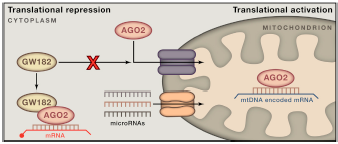 Translational repression
CYTOPLASM
Translational activation
MITOCHONDRION
AGO2
GW182
X
AGO2
mtDNA encoded mRNA
GW182
AGO2
mRNA
microRNAs